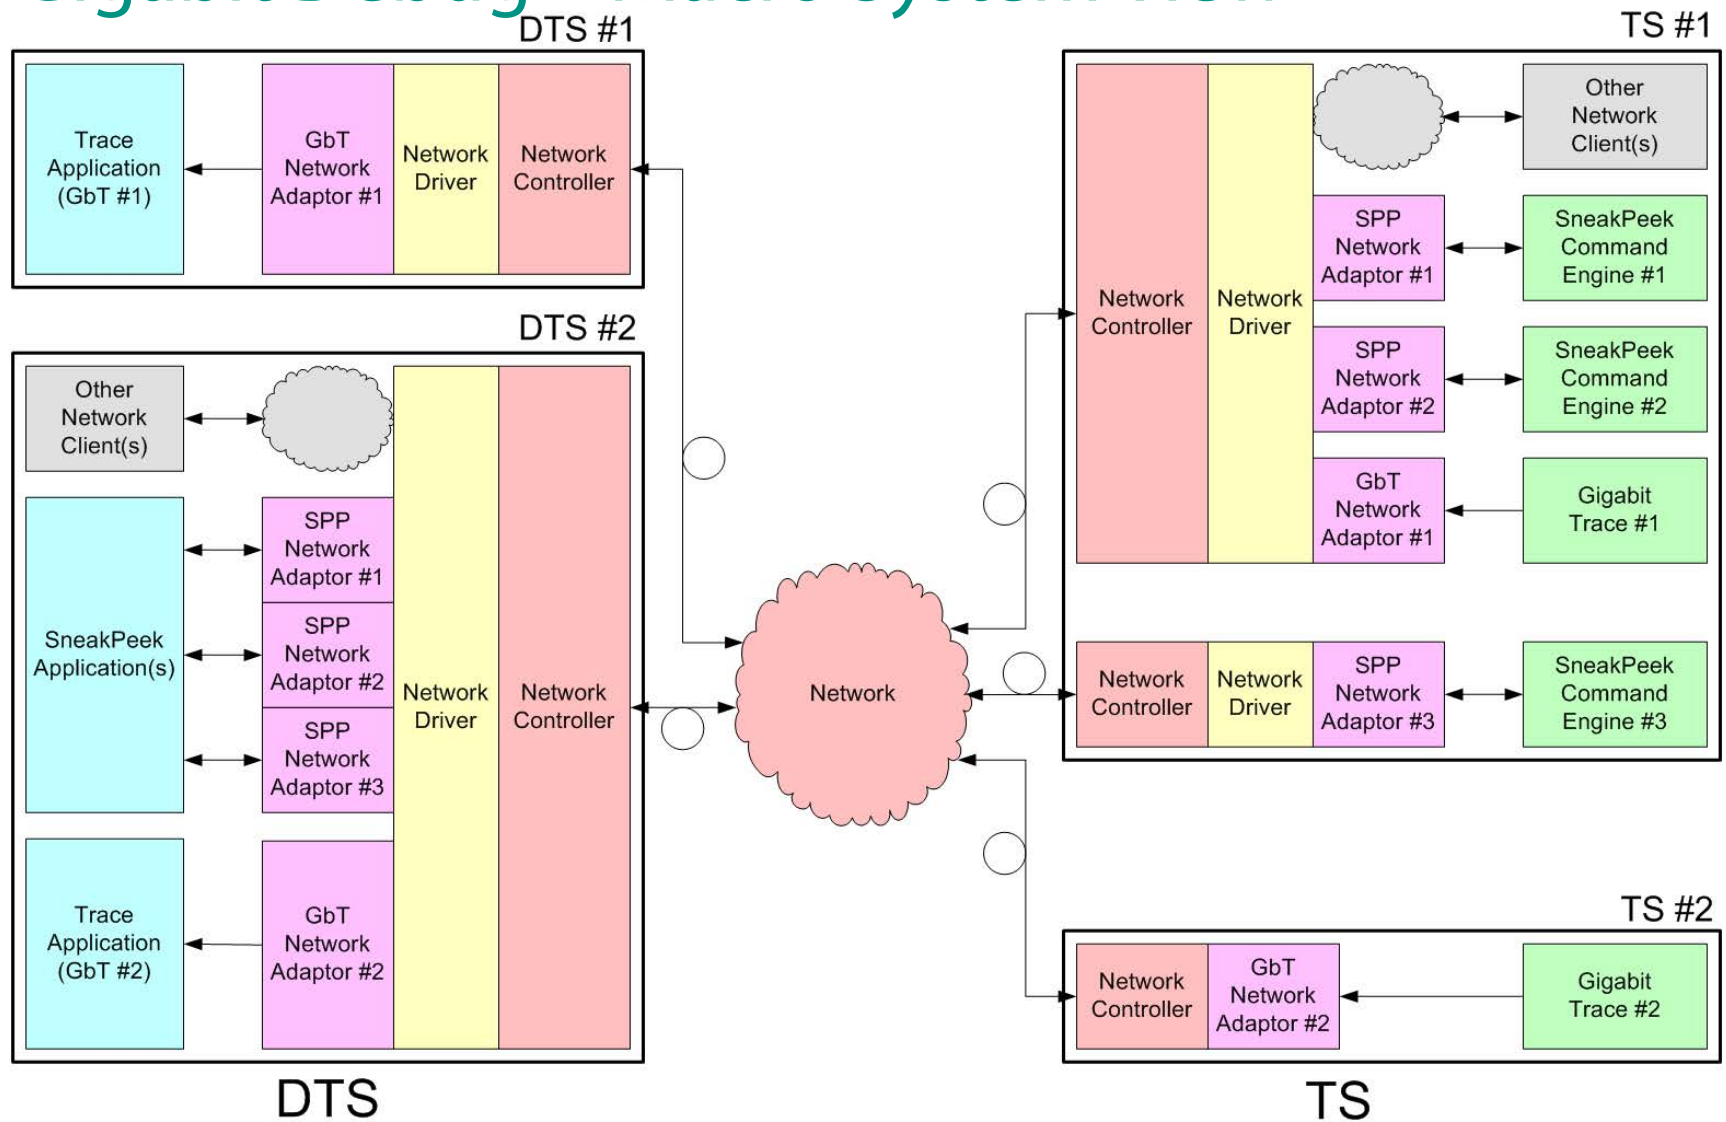 DTS #1
Trace
Application
(GbT #1)
GbT
Network
Adaptor #1
Network
Driver
Network
Controller
DTS #2
Other
Network
Client(s)
SneakPeek
Application(s)
SPP
Network
Adaptor #1
SPP
Network
Adaptor #2
SPP
Network
Adaptor #3
Network
Driver
Network
Controller
Trace
Application
(GbT #2)
GbT
Network
Adaptor #2
DTS
Network
TS #1
Network
Controller
Network
Driver
Other
Network
Client(s)
SPP
Network
Adaptor #1
SneakPeek
Command
Engine #1
SPP
Network
Adaptor #2
SneakPeek
Command
Engine #2
GbT
Network
Adaptor #1
Gigabit
Trace #1
Network
Controller
Network
Driver
SPP
Network
Adaptor #3
SneakPeek
Command
Engine #3
TS #2
Network
Controller
GbT
Network
Adaptor #2
Gigabit
Trace #2
TS